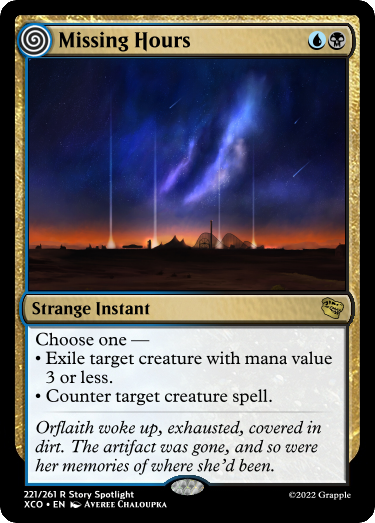 Missing Hours
Strange Instant
Choose one —
• Exile target creature with mana value
3 or less.
• Counter target creature spell.
Orflaith woke up, exhausted, covered in
dirt. The artifact was gone, and so were
her memories of where she'd been.
221/261 R Story Spotlight
XCO • EN Averee Chaloupka
©2022 Grapple